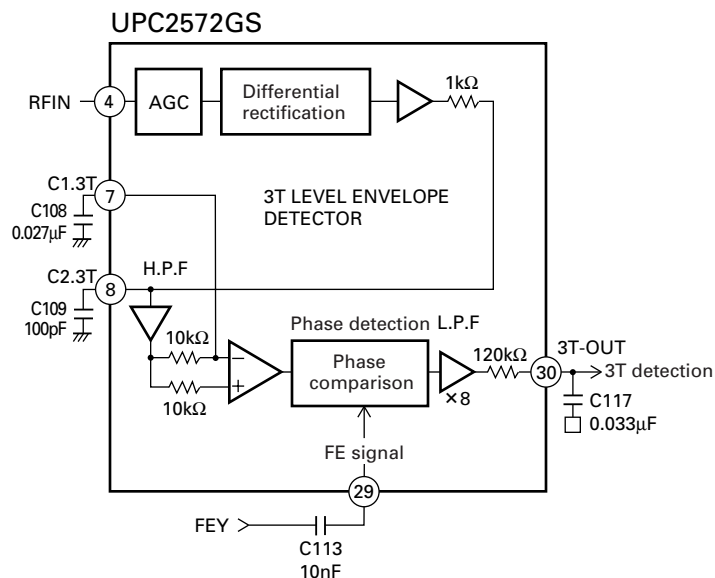 UPC2572GS
RFIN
4
AGC
Differential
rectification
1kΩ
C1.3T
7
C108
0.027µF
3T LEVEL ENVELOPE
DETECTOR
C2.3T
8
H.P.F
C109
100pF
10kΩ
10kΩ
−
+
Phase detection L.P.F
Phase
comparison
×8
120kΩ
30
3T-OUT
3T detection
C117
0.033µF
FE signal
29
FEY
C113
10nF